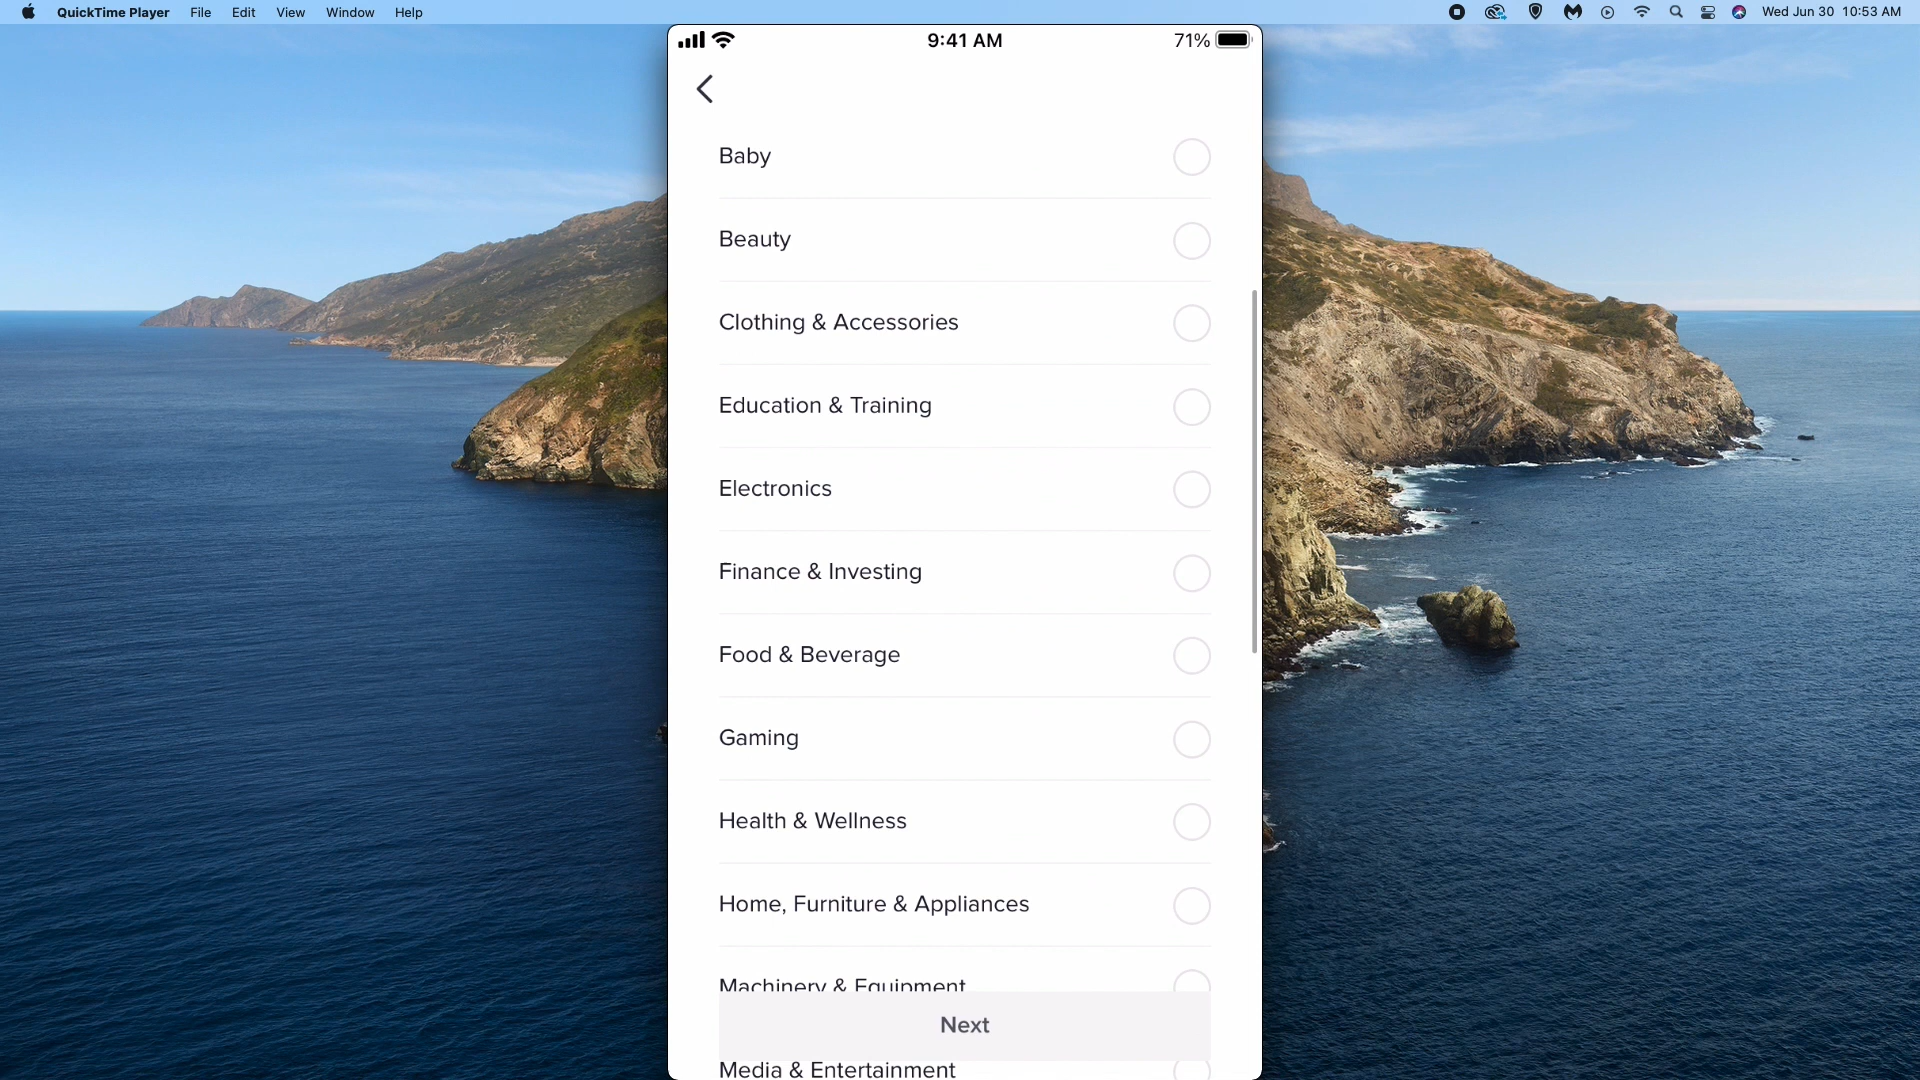 QuickTime Player File Edit View Window Help Wed Jun 30 10:53 AM
9:41 AM 71%
Baby
Beauty
Clothing & Accessories
Education & Training
Electronics
Finance & Investing
Food & Beverage
Gaming
Health & Wellness
Home, Furniture & Appliances
Machinery & Equipment
Next
Media & Entertainment